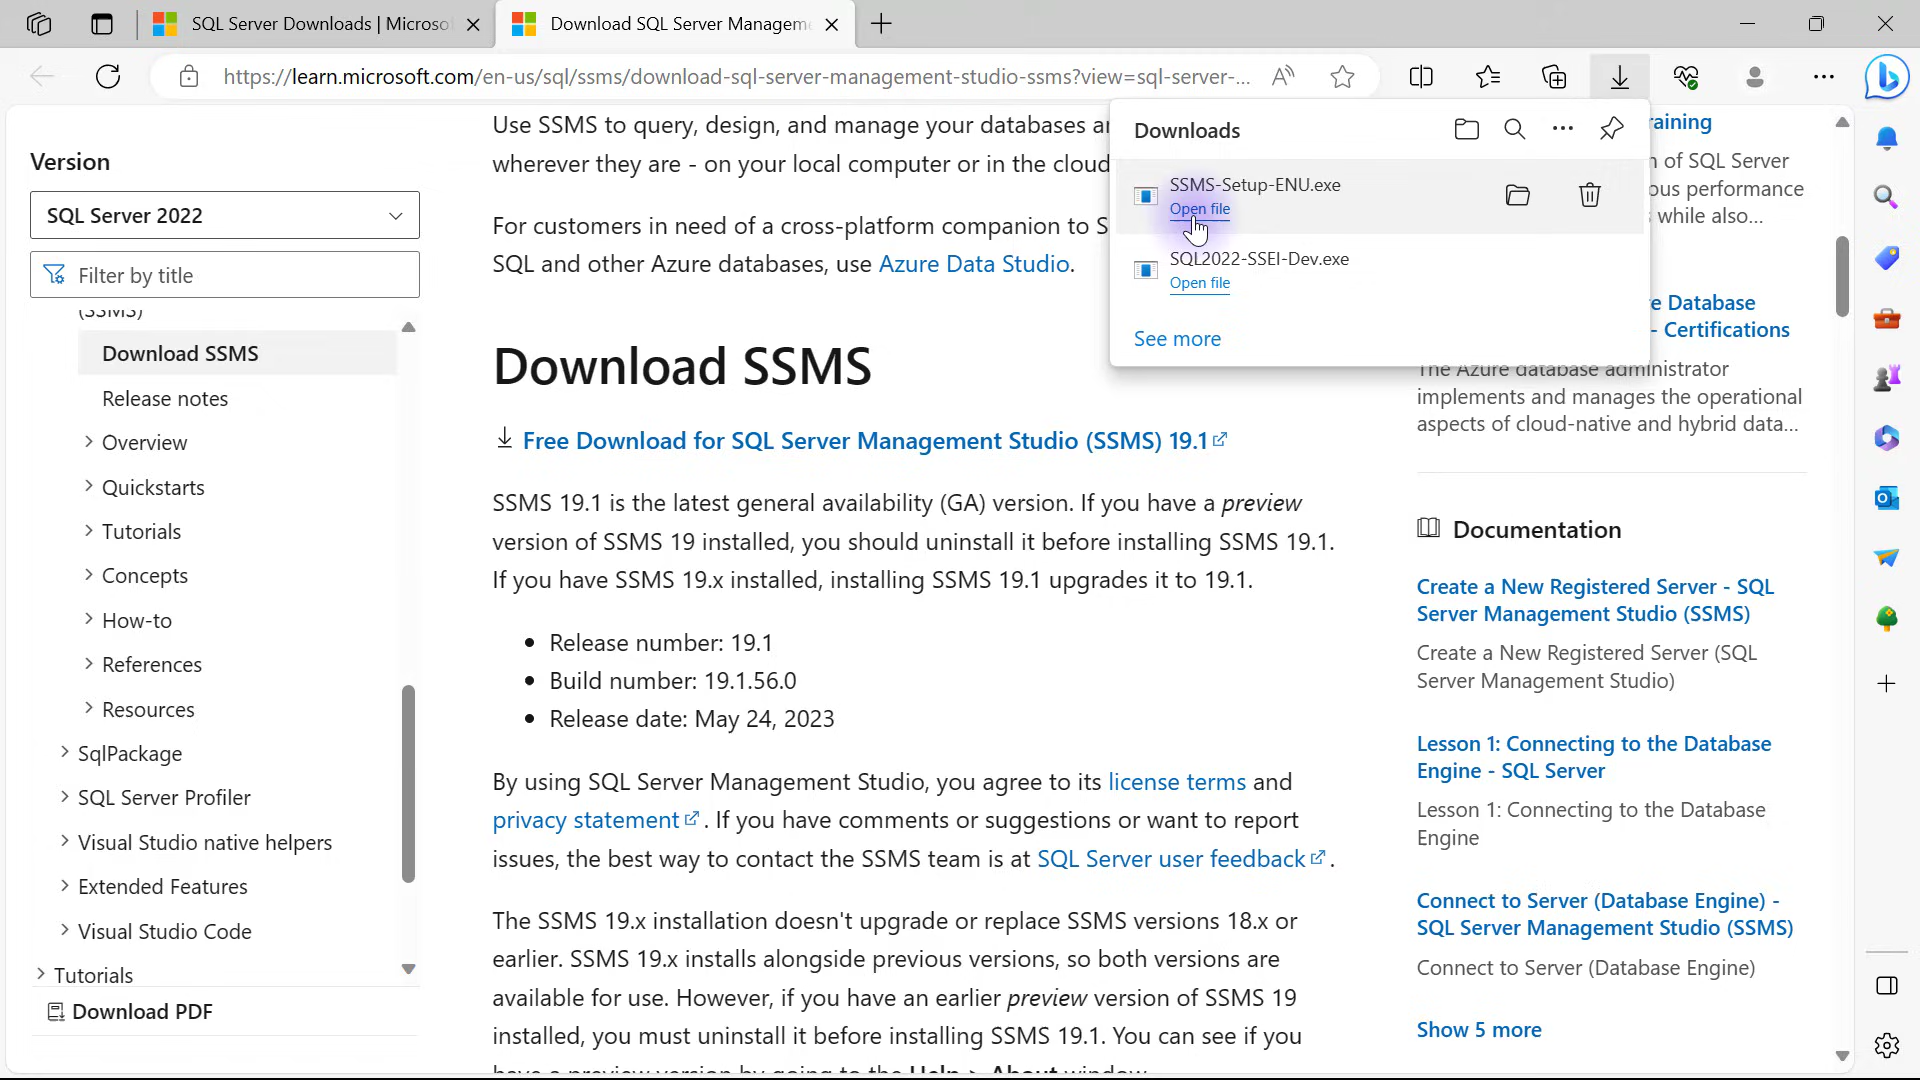 SQL Server Downloads | Microso
Download SQL Server Managem
https://learn.microsoft.com/en-us/sql/ssms/download-sql-server-management-studio-ssms?view=sql-server-...
Version
SQL Server 2022
Filter by title
(SSMS)
Download SSMS
Release notes
Overview
Quickstarts
Tutorials
Concepts
How-to
References
Resources
SqlPackage
SQL Server Profiler
Visual Studio native helpers
Extended Features
Visual Studio Code
Tutorials
Download PDF
Use SSMS to query, design, and manage your databases
wherever they are - on your local computer or in the cloud
For customers in need of a cross-platform companion to S
SQL and other Azure databases, use Azure Data Studio.
Download SSMS
Free Download for SQL Server Management Studio (SSMS) 19.1
SSMS 19.1 is the latest general availability (GA) version. If you have a preview
version of SSMS 19 installed, you should uninstall it before installing SSMS 19.1.
If you have SSMS 19.x installed, installing SSMS 19.1 upgrades it to 19.1.
• Release number: 19.1
• Build number: 19.1.56.0
• Release date: May 24, 2023
By using SQL Server Management Studio, you agree to its license terms and
privacy statement. If you have comments or suggestions or want to report
issues, the best way to contact the SSMS team is at SQL Server user feedback.
The SSMS 19.x installation doesn't upgrade or replace SSMS versions 18.x or
earlier. SSMS 19.x installs alongside previous versions, so both versions are
available for use. However, if you have an earlier preview version of SSMS 19
installed, you must uninstall it before installing SSMS 19.1. You can see if you
have a preview version by going to the Help > About window.
Downloads
SSMS-Setup-ENU.exe
Open file
SQL2022-SSEI-Dev.exe
Open file
See more
raining
n of SQL Server
ous performance
while also...
e Database
- Certifications
The Azure database administrator
implements and manages the operational
aspects of cloud-native and hybrid data...
Documentation
Create a New Registered Server - SQL
Server Management Studio (SSMS)
Create a New Registered Server (SQL
Server Management Studio)
Lesson 1: Connecting to the Database
Engine - SQL Server
Lesson 1: Connecting to the Database
Engine
Connect to Server (Database Engine) -
SQL Server Management Studio (SSMS)
Connect to Server (Database Engine)
Show 5 more